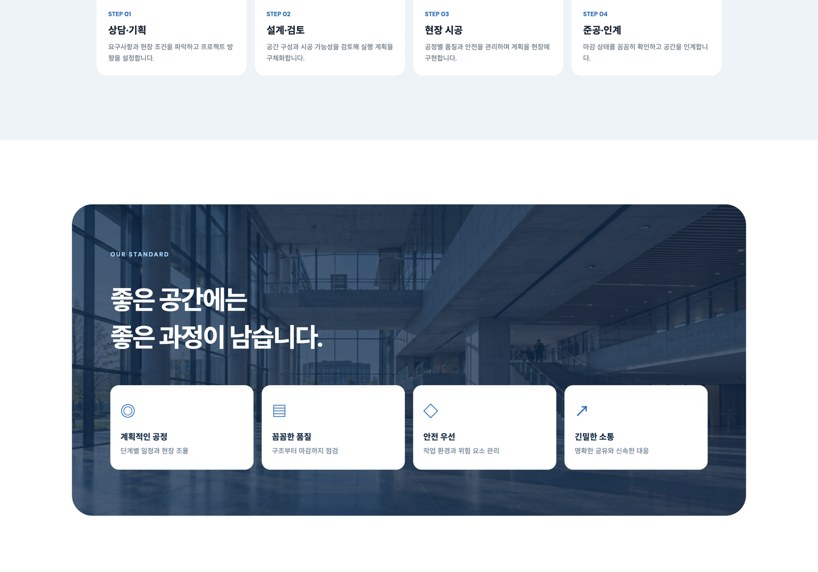 STEP 01
상담·기획
요구사항과 현장 조건을 파악하고 프로젝트 방
향을 설정합니다.
STEP 02
설계·검토
공간 구성과 시공 가능성을 검토해 실행 계획을
구체화합니다.
STEP 03
현장 시공
공정별 품질과 안전을 관리하며 계획을 현장에
구현합니다.
STEP 04
준공·인계
마감 상태를 꼼꼼히 확인하고 공간을 인계합니
다.
OUR STANDARD
좋은 공간에는
좋은 과정이 남습니다.
계획적인 공정
단계별 일정과 현장 조율
꼼꼼한 품질
구조부터 마감까지 점검
안전 우선
작업 환경과 위험 요소 관리
긴밀한 소통
명확한 공유와 신속한 대응